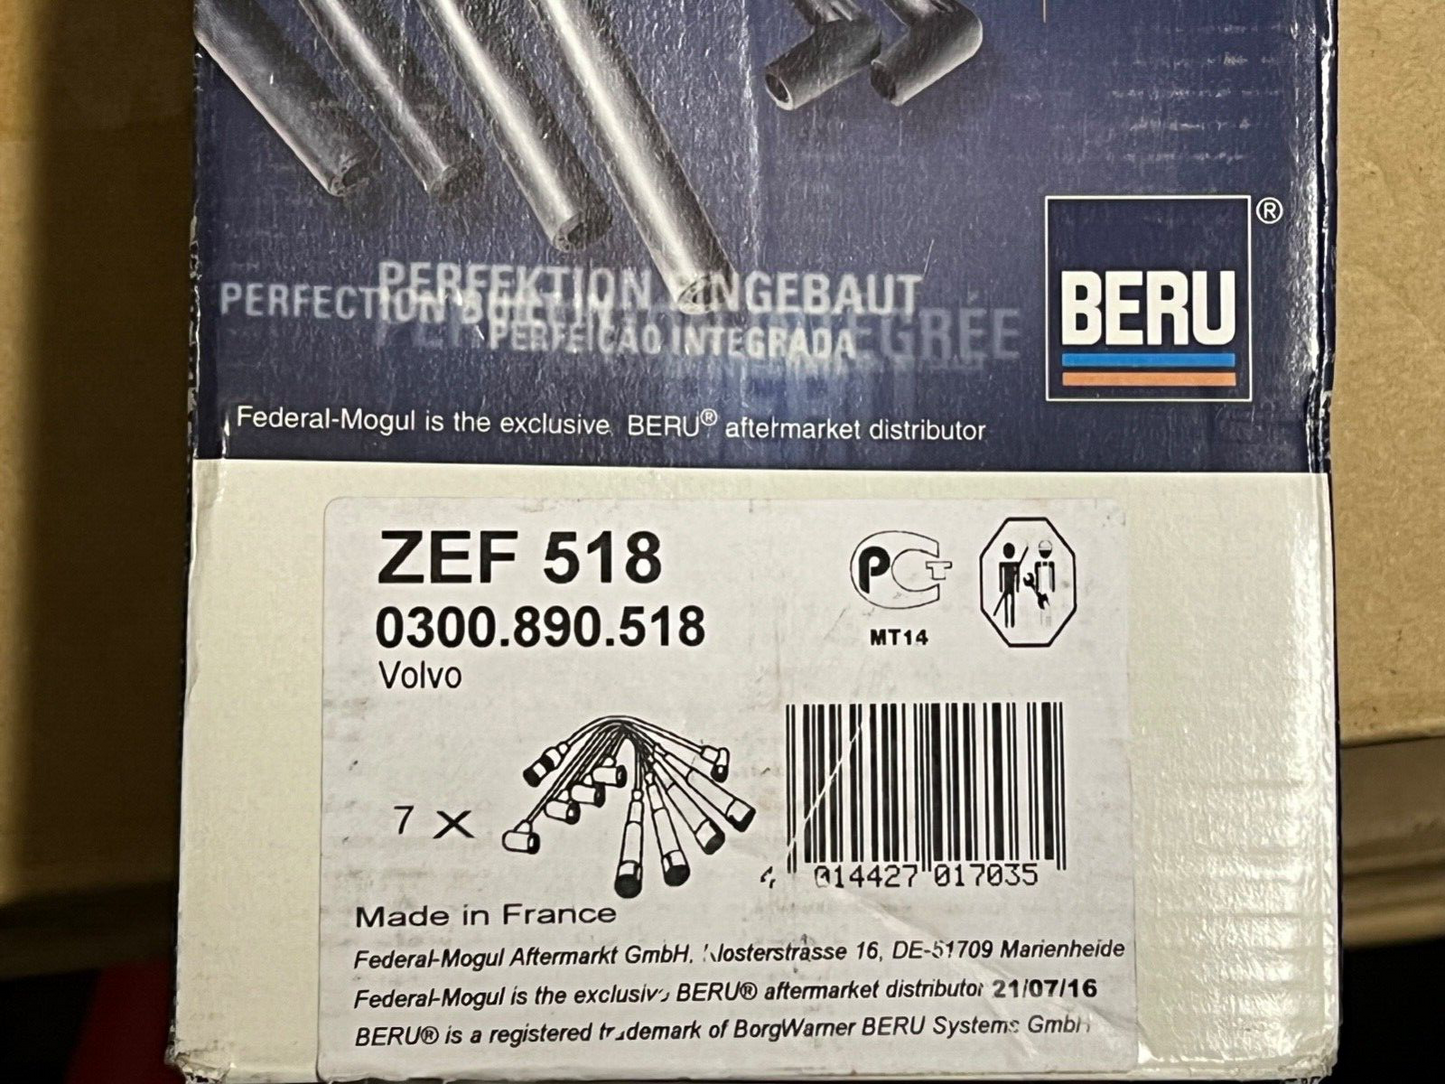 PERFEKTION EINGEBAUT
PERFECTION BUILT IN
PERFEIÇÃO INTEGRADA
BERU®
Federal-Mogul is the exclusive BERU® aftermarket distributor
ZEF 518
0300.890.518
Volvo
PCT
MT14
7 x
4 014427 017035
Made in France
Federal-Mogul Aftermarkt GmbH, Klosterstrasse 16, DE-51709 Marienheide
Federal-Mogul is the exclusive BERU® aftermarket distributor 21/07/16
BERU® is a registered trademark of BorgWarner BERU Systems GmbH